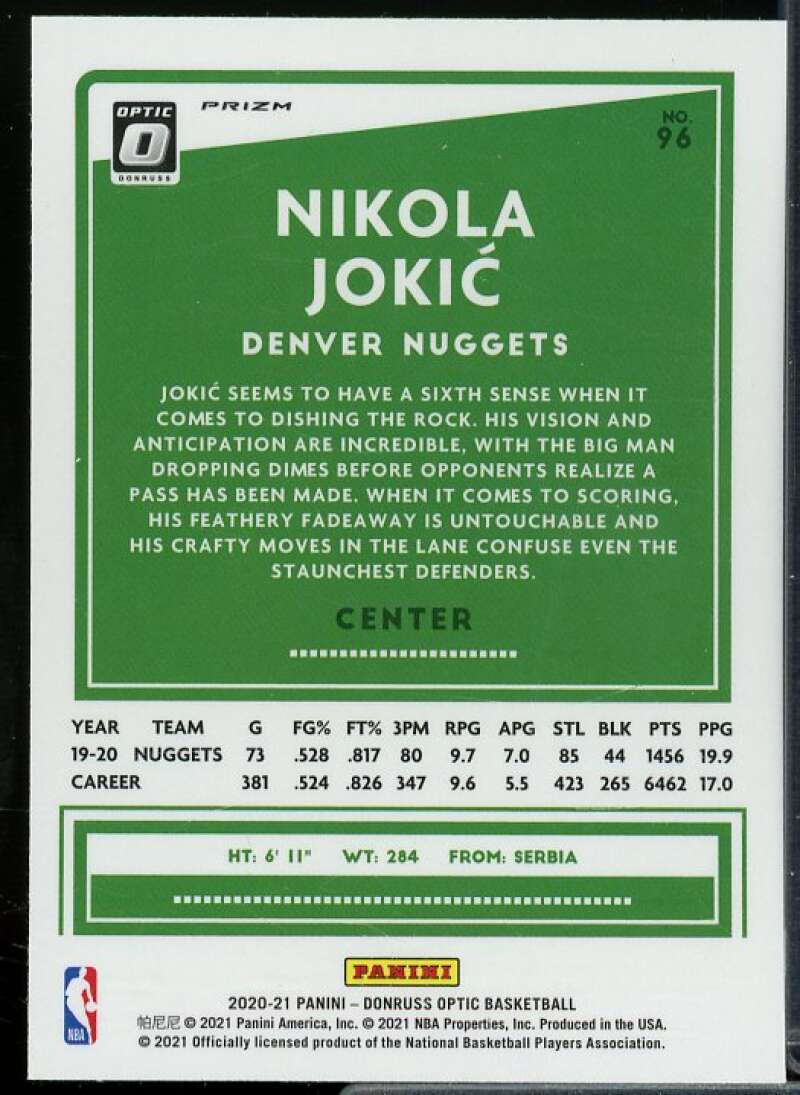 OPTIC
O
DONRUSS
PRIZM
NO.
96
NIKOLA
JOKIĆ
DENVER NUGGETS
JOKIĆ SEEMS TO HAVE A SIXTH SENSE WHEN IT
COMES TO DISHING THE ROCK. HIS VISION AND
ANTICIPATION ARE INCREDIBLE, WITH THE BIG MAN
DROPPING DIMES BEFORE OPPONENTS REALIZE A
PASS HAS BEEN MADE. WHEN IT COMES TO SCORING,
HIS FEATHERY FADEAWAY IS UNTOUCHABLE AND
HIS CRAFTY MOVES IN THE LANE CONFUSE EVEN THE
STAUNCHEST DEFENDERS.
CENTER
YEAR TEAM G FG% FT% 3PM RPG APG STL BLK PTS PPG
19-20 NUGGETS 73 .528 .817 80 9.7 7.0 85 44 1456 19.9
CAREER 381 .524 .826 347 9.6 5.5 423 265 6462 17.0
HT: 6' 11" WT: 284 FROM: SERBIA
PANINI
NBA
2020-21 PANINI – DONRUSS OPTIC BASKETBALL
帕尼尼 © 2021 Panini America, Inc. © 2021 NBA Properties, Inc. Produced in the USA.
© 2021 Officially licensed product of the National Basketball Players Association.